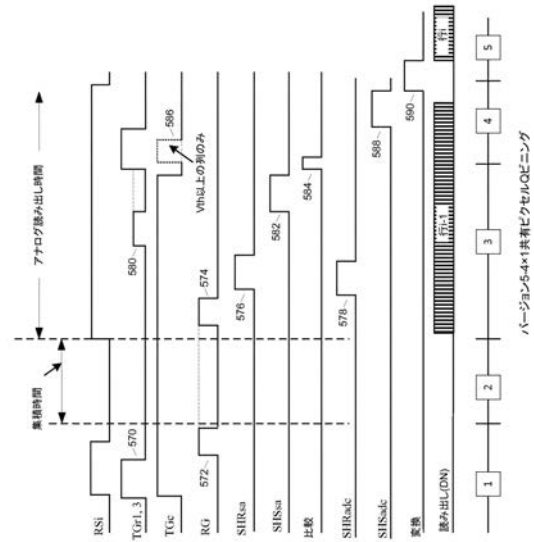 集積時間
アナログ読み出し時間
RSi
TGr1, 3
570
580
TGc
586
Vth以上の列のみ
RG
572
574
SHRsa
576
SHSsa
582
比較
584
SHRadc
578
SHSadc
588
変換
590
読み出し(DN)
行i-1
行i
1
2
3
4
5
バージョン5-4×1共有ピクセルQビニング